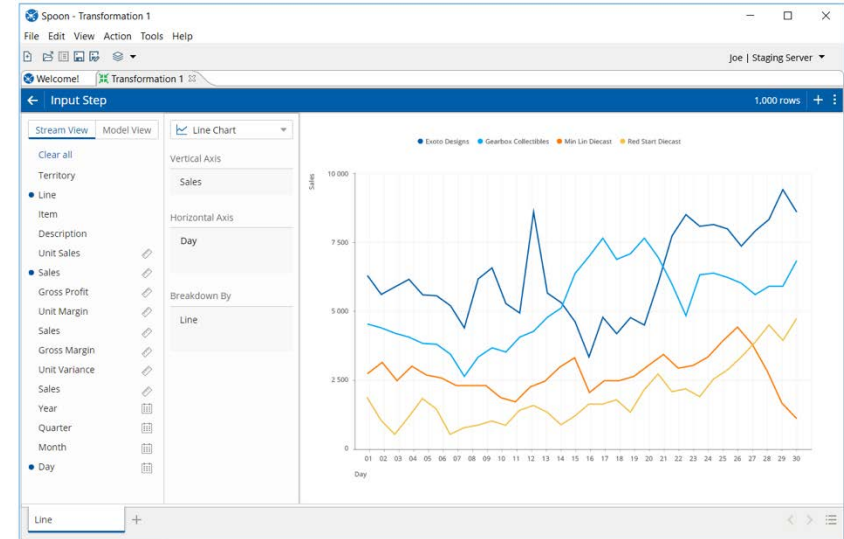 Spoon - Transformation 1
File Edit View Action Tools Help
Joe | Staging Server
Welcome! Transformation 1
Input Step 1,000 rows
Stream View Model View
Clear all
Territory
Line
Item
Description
Unit Sales
Sales
Gross Profit
Unit Margin
Sales
Gross Margin
Unit Variance
Sales
Year
Quarter
Month
Day
Line Chart
Vertical Axis
Sales
Horizontal Axis
Day
Breakdown By
Line
Exoto Designs Gearbox Collectibles Min Lin Diecast Red Start Diecast
Sales
10 000
7 500
5 000
2 500
0
01 02 03 04 05 06 07 08 09 10 11 12 13 14 15 16 17 18 19 20 21 22 23 24 25 26 27 28 29 30
Day
Line